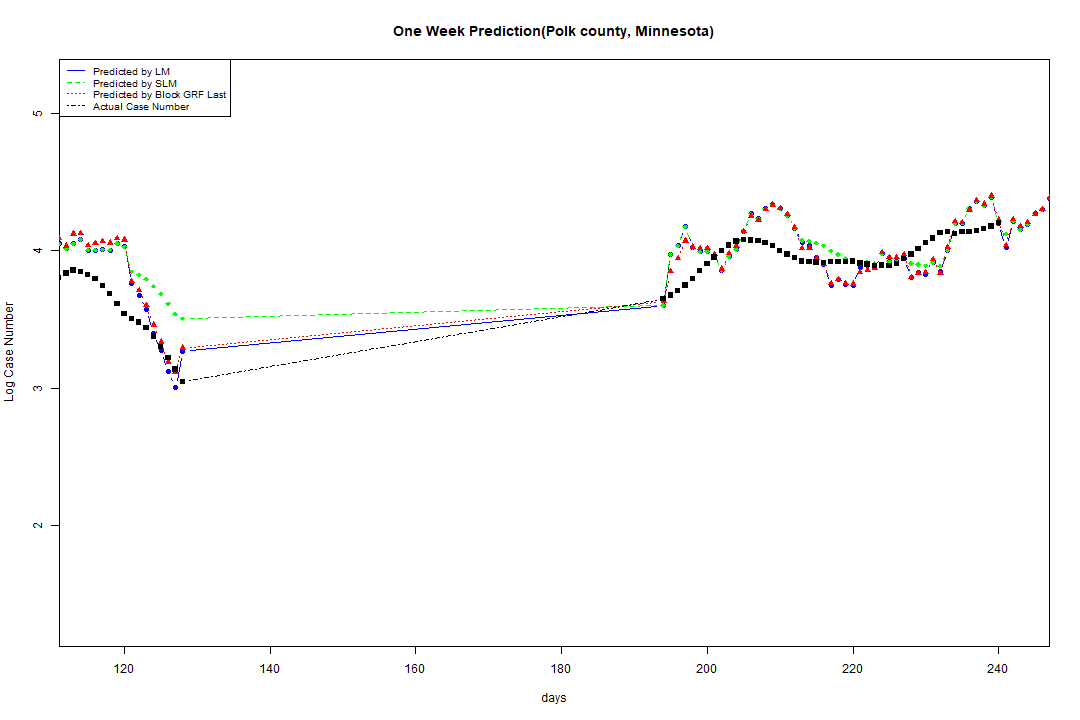 One Week Prediction(Polk county, Minnesota)
Predicted by LM
Predicted by SLM
Predicted by Block GRF Last
Actual Case Number
5
4
3
2
Log Case Number
120 140 160 180 200 220 240
days